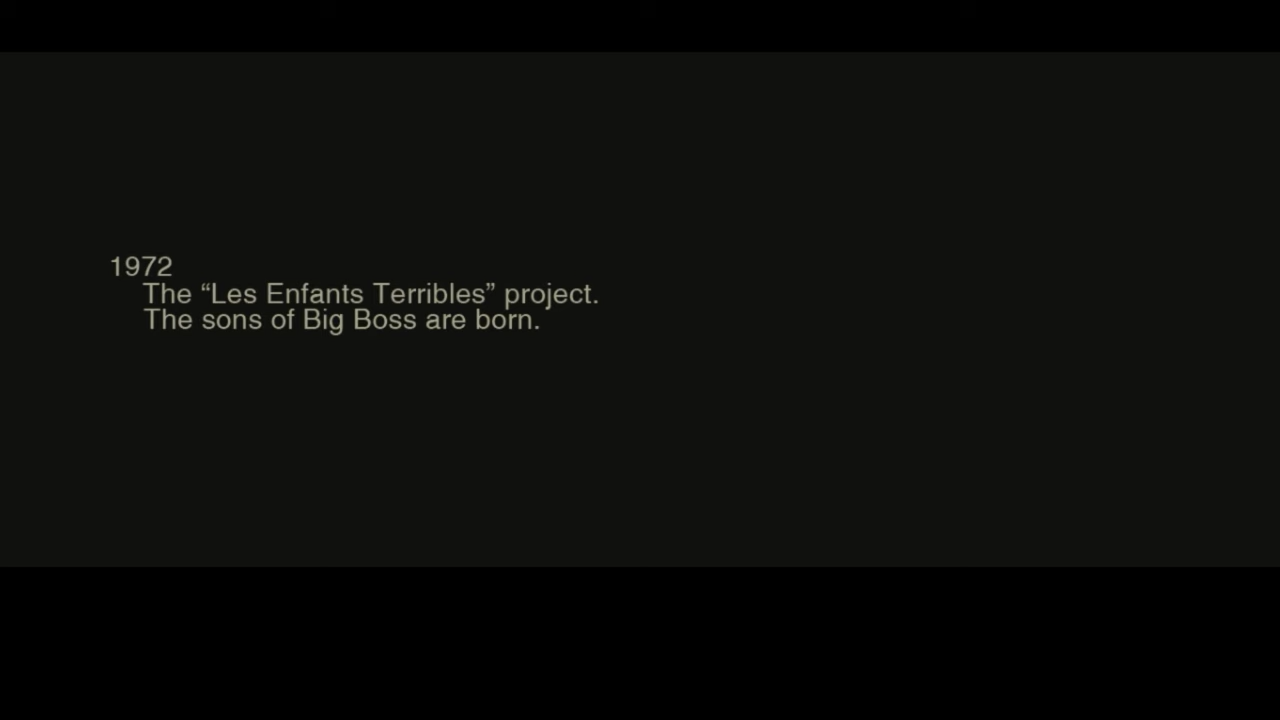 1972
The “Les Enfants Terribles” project.
The sons of Big Boss are born.